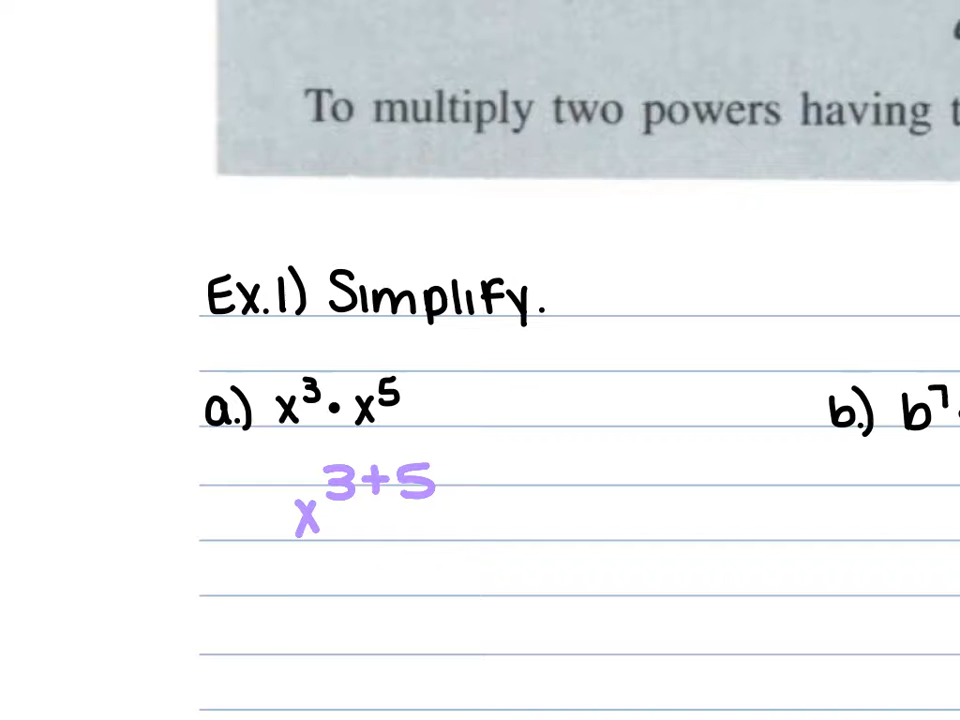 To multiply two powers having
Ex.1) Simplify.
a.) x³ · x⁵
b.) b⁷
x³⁺⁵